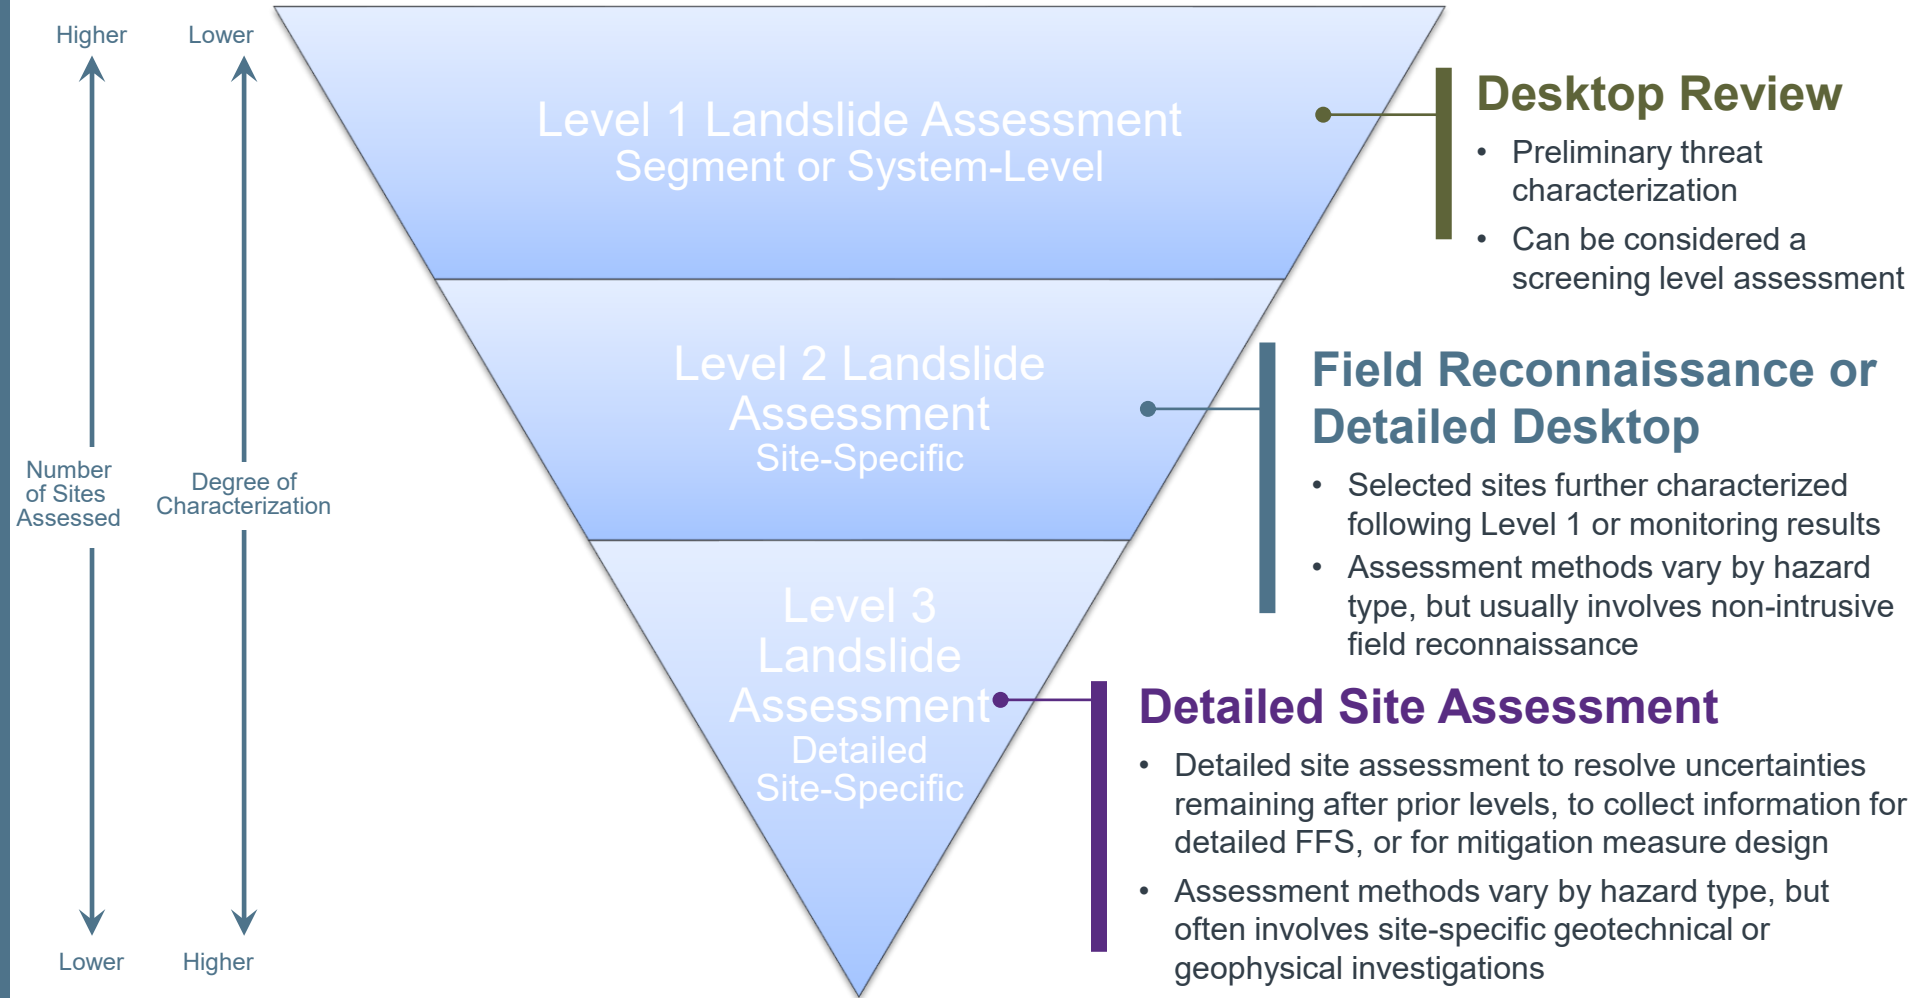 Higher
Lower
Number
of Sites
Assessed
Degree of
Characterization
Lower
Higher
Level 1 Landslide Assessment
Segment or System-Level
Desktop Review
• Preliminary threat
characterization
• Can be considered a
screening level assessment
Level 2 Landslide
Assessment
Site-Specific
Field Reconnaissance or
Detailed Desktop
• Selected sites further characterized
following Level 1 or monitoring results
• Assessment methods vary by hazard
type, but usually involves non-intrusive
field reconnaissance
Level 3
Landslide
Assessment
Detailed
Site-Specific
Detailed Site Assessment
• Detailed site assessment to resolve uncertainties
remaining after prior levels, to collect information for
detailed FFS, or for mitigation measure design
• Assessment methods vary by hazard type, but
often involves site-specific geotechnical or
geophysical investigations